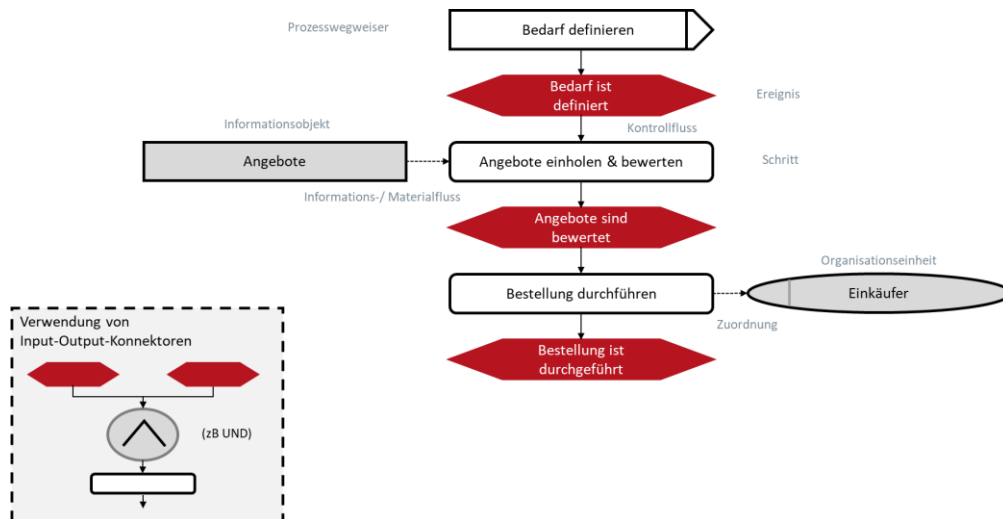 Prozesswegweiser
Bedarf definieren
Bedarf ist
definiert
Ereignis
Kontrollfluss
Informationsobjekt
Angebote
Angebote einholen & bewerten
Schritt
Informations-/ Materialfluss
Angebote sind
bewertet
Organisationseinheit
Bestellung durchführen
Einkäufer
Zuordnung
Bestellung ist
durchgeführt
Verwendung von
Input-Output-Konnektoren
(zB UND)